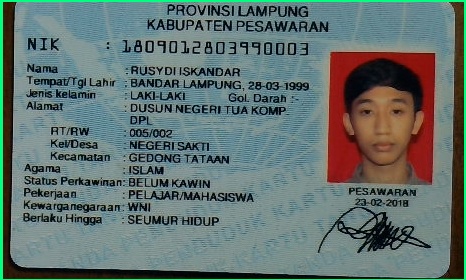 PROVINSI LAMPUNG
KABUPATEN PESAWARAN
NIK : 1809012803990003
Nama : RUSYDI ISKANDAR
Tempat/Tgl Lahir : BANDAR LAMPUNG, 28-03-1999
Jenis kelamin : LAKI-LAKI Gol. Darah :-
Alamat : DUSUN NEGERI TUA KOMP.
DPL
RT/RW : 005/002
Kel/Desa : NEGERI SAKTI
Kecamatan : GEDONG TATAAN
Agama : ISLAM
Status Perkawinan: BELUM KAWIN
Pekerjaan : PELAJAR/MAHASISWA
Kewarganegaraan: WNI
Berlaku Hingga : SEUMUR HIDUP
PESAWARAN
23-02-2018